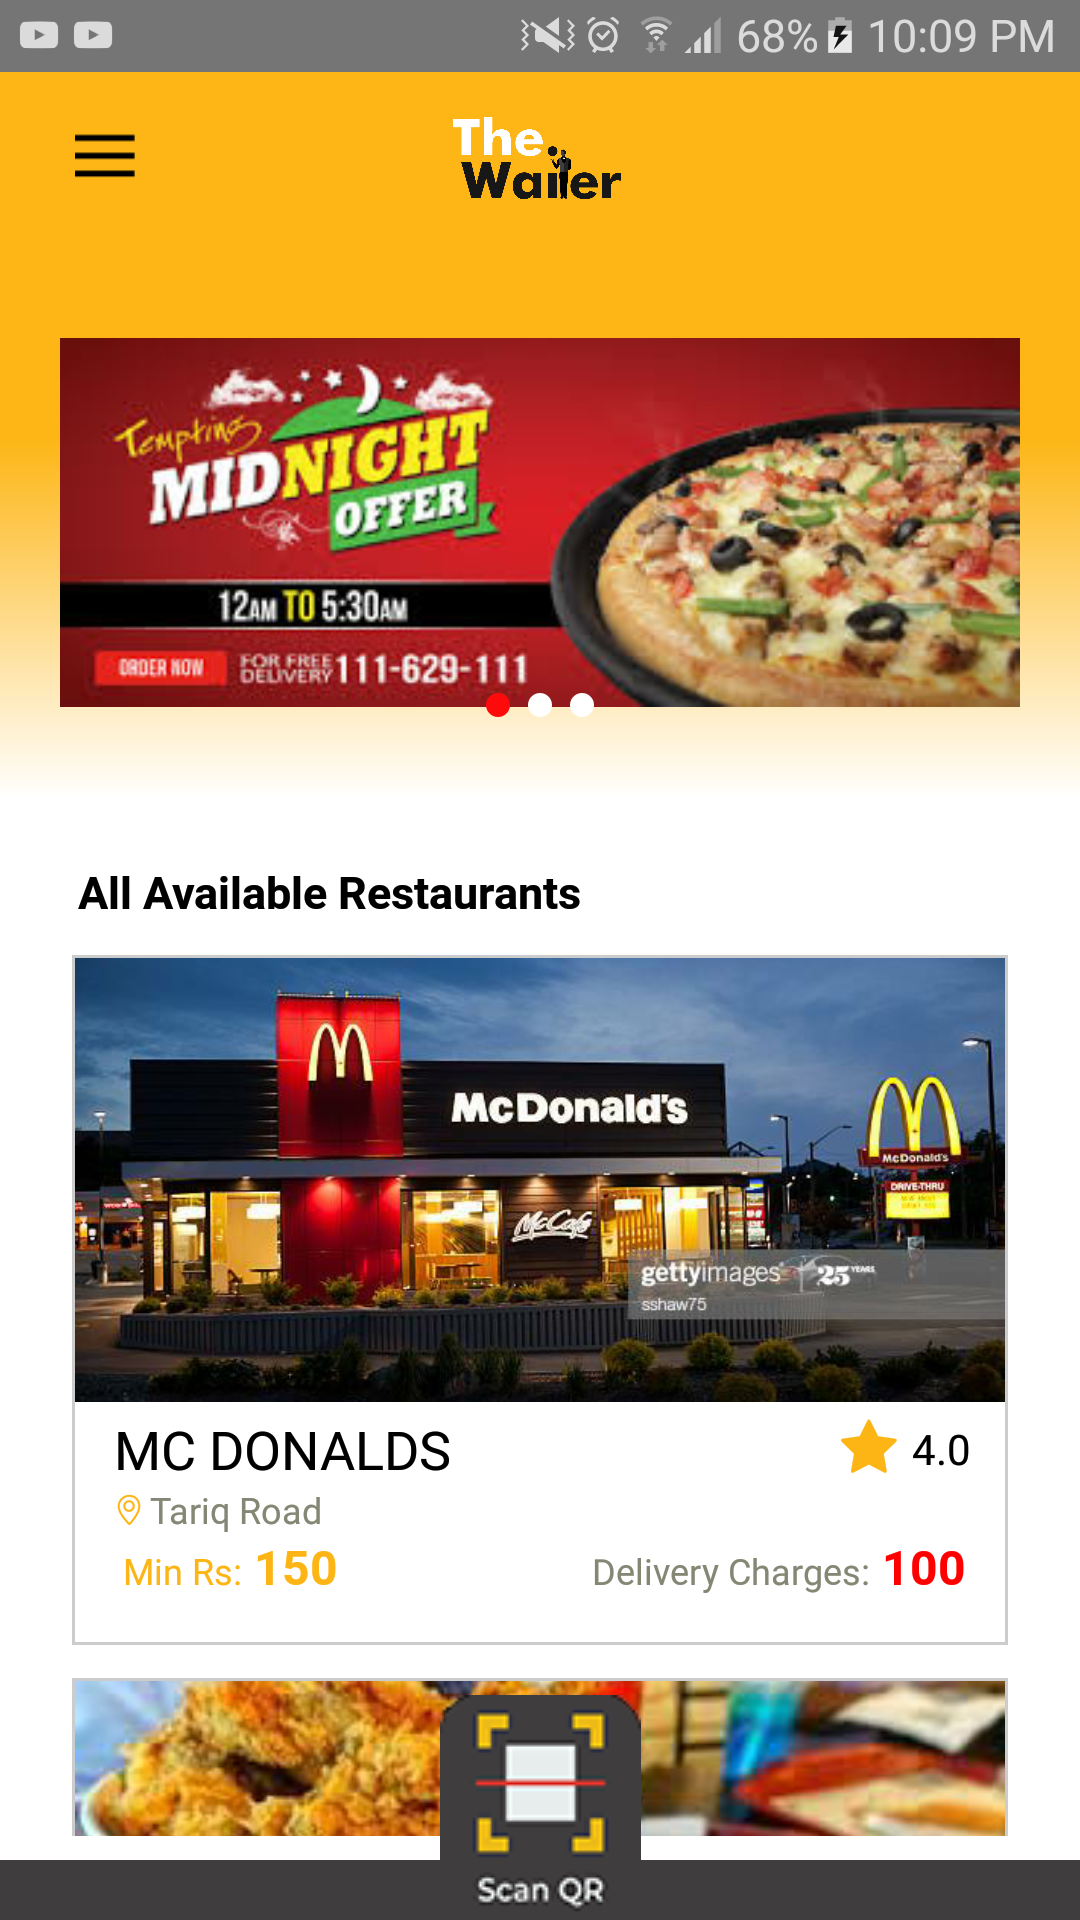 68% 10:09 PM
The
Waiter
Tempting
MIDNIGHT
OFFER
12AM TO 5:30AM
ORDER NOW FOR FREE DELIVERY 111-629-111
All Available Restaurants
McDonald's
McDonald's
DRIVE-THRU
McCafe
gettyimages 25 YEARS
sshaw75
MC DONALDS 4.0
Tariq Road
Min Rs: 150 Delivery Charges: 100
Scan QR